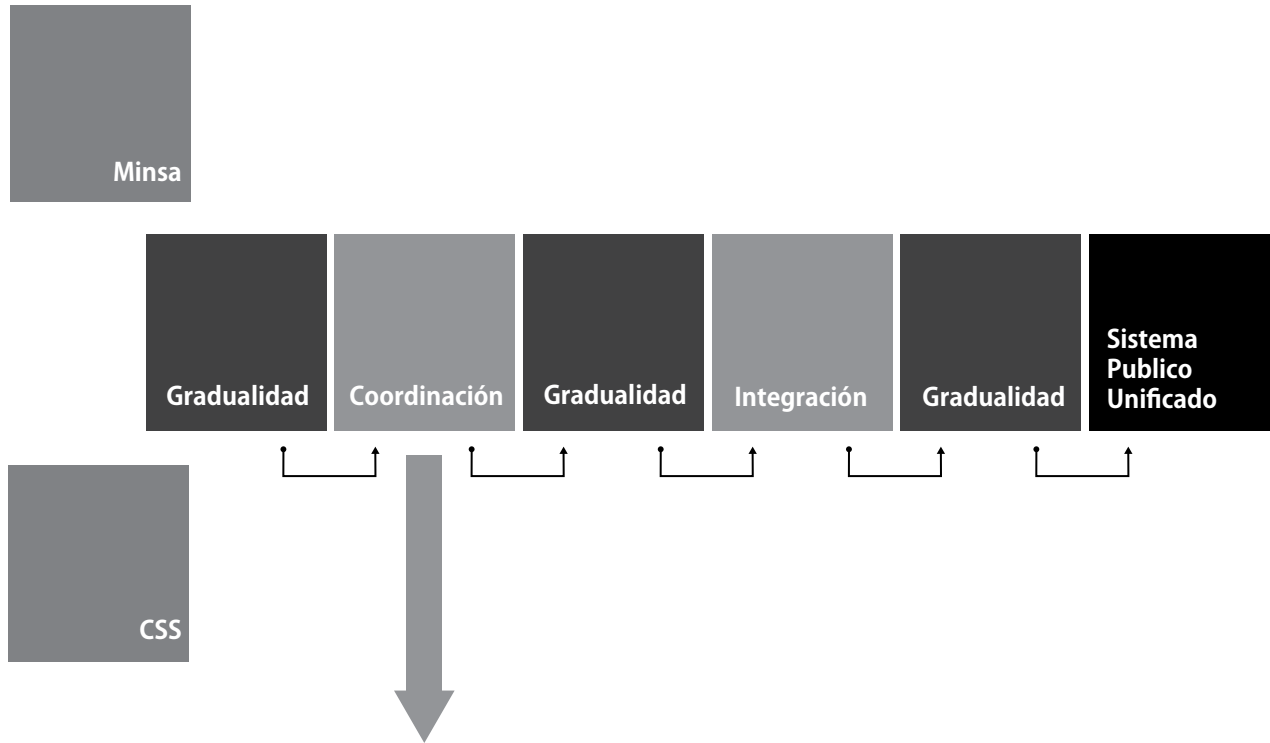 Minsa
Gradualidad
Coordinación
Gradualidad
Integración
Gradualidad
Sistema
Publico
Unificado
CSS